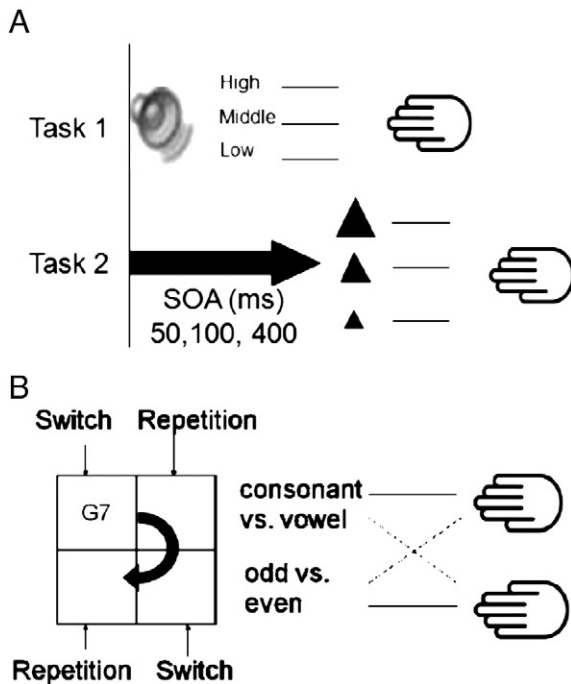 A
Task 1
High
Middle
Low
Task 2
SOA (ms)
50,100, 400
B
Switch Repetition
G7
consonant
vs. vowel
odd vs.
even
Repetition Switch